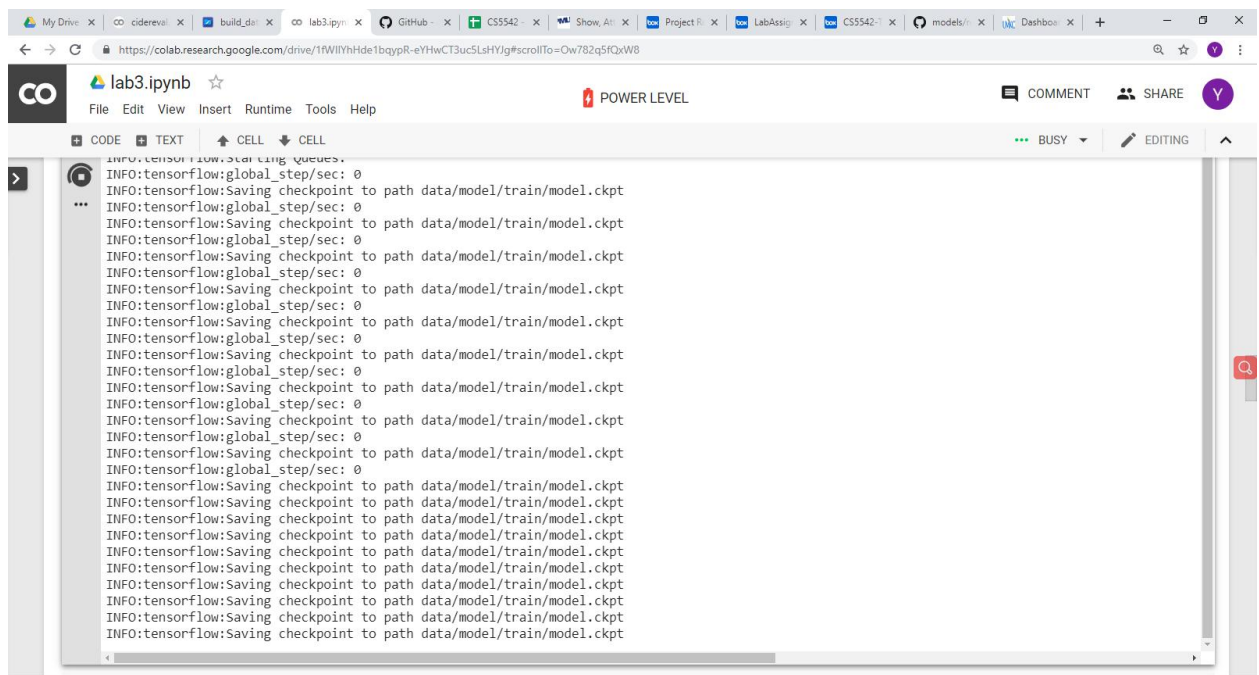 My Drive
cidereval.
build_dat
lab3.ipyn
GitHub -
CS5542 -
Show, Att
Project R
LabAssig
CS5542-T
models/r
Dashboa
https://colab.research.google.com/drive/1fWIlYhHde1bqypR-eYHwCT3uc5LsHYJg#scrollTo=Ow782q5fQxW8
Y
CO
lab3.ipynb
File Edit View Insert Runtime Tools Help
POWER LEVEL
COMMENT
SHARE
Y
CODE TEXT CELL CELL
BUSY
EDITING
INFO:tensorflow:Starting Queues.
INFO:tensorflow:global_step/sec: 0
INFO:tensorflow:Saving checkpoint to path data/model/train/model.ckpt
INFO:tensorflow:global_step/sec: 0
INFO:tensorflow:Saving checkpoint to path data/model/train/model.ckpt
INFO:tensorflow:global_step/sec: 0
INFO:tensorflow:Saving checkpoint to path data/model/train/model.ckpt
INFO:tensorflow:global_step/sec: 0
INFO:tensorflow:Saving checkpoint to path data/model/train/model.ckpt
INFO:tensorflow:global_step/sec: 0
INFO:tensorflow:Saving checkpoint to path data/model/train/model.ckpt
INFO:tensorflow:global_step/sec: 0
INFO:tensorflow:Saving checkpoint to path data/model/train/model.ckpt
INFO:tensorflow:global_step/sec: 0
INFO:tensorflow:Saving checkpoint to path data/model/train/model.ckpt
INFO:tensorflow:global_step/sec: 0
INFO:tensorflow:Saving checkpoint to path data/model/train/model.ckpt
INFO:tensorflow:global_step/sec: 0
INFO:tensorflow:Saving checkpoint to path data/model/train/model.ckpt
INFO:tensorflow:global_step/sec: 0
INFO:tensorflow:Saving checkpoint to path data/model/train/model.ckpt
INFO:tensorflow:Saving checkpoint to path data/model/train/model.ckpt
INFO:tensorflow:Saving checkpoint to path data/model/train/model.ckpt
INFO:tensorflow:Saving checkpoint to path data/model/train/model.ckpt
INFO:tensorflow:Saving checkpoint to path data/model/train/model.ckpt
INFO:tensorflow:Saving checkpoint to path data/model/train/model.ckpt
INFO:tensorflow:Saving checkpoint to path data/model/train/model.ckpt
INFO:tensorflow:Saving checkpoint to path data/model/train/model.ckpt
INFO:tensorflow:Saving checkpoint to path data/model/train/model.ckpt
INFO:tensorflow:Saving checkpoint to path data/model/train/model.ckpt